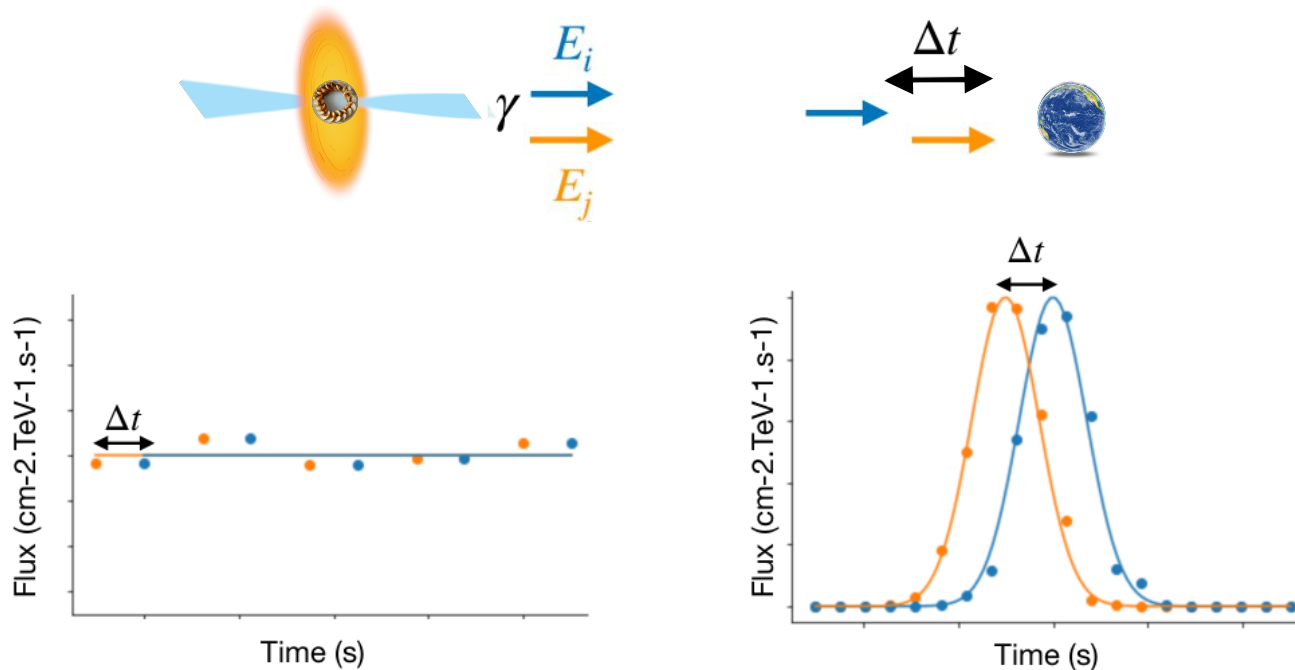 E_i
γ
E_j
Δt
Δt
Flux (cm-2.TeV-1.s-1)
Time (s)
Δt
Flux (cm-2.TeV-1.s-1)
Time (s)